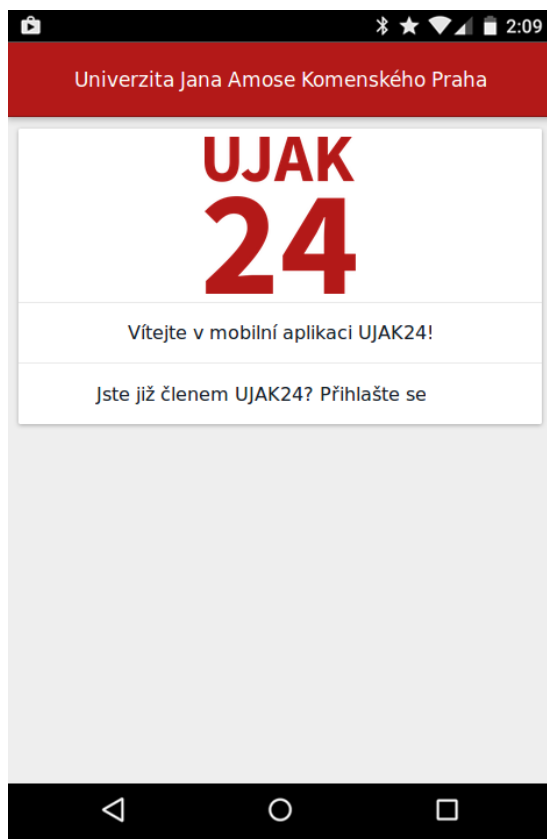 2:09
Univerzita Jana Amose Komenského Praha
UJAK
24
Vítejte v mobilní aplikaci UJAK24!
Jste již členem UJAK24? Přihlašte se